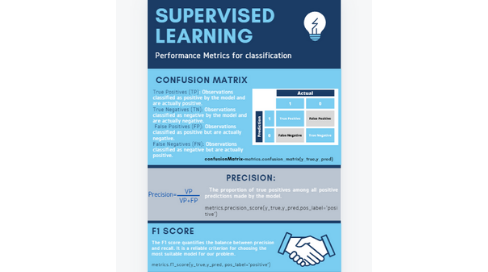 SUPERVISED
LEARNING
Performance Metrics for classification
CONFUSION MATRIX
True Positives (TP): Observations
classified as positive by the model and
are actually positive.
True Negatives (TN): Observations
classified as negative by the model and
are actually negative.
False Positives (FP): Observations
classified as positive but are actually
negative.
False Negatives (FN): Observations
classified as negative but are actually
positive.
Actual
1 0
Prediction
1 True Positive False Positive
0 False Negative True Negative
confusionMatrix=metrics.confusion_matrix(y_true,y_pred)
PRECISION:
Precision= VP
VP+FP
The proportion of true positives among all positive
predictions made by the model.
metrics.precision_score(y_true,y_pred,pos_label='posi
tive')
F1 SCORE
The F1 score quantifies the balance between precision
and recall. It is a reliable criterion for choosing the
most suitable model for our problem.
metrics.f1_score(y_true,y_pred,pos_label='positive')